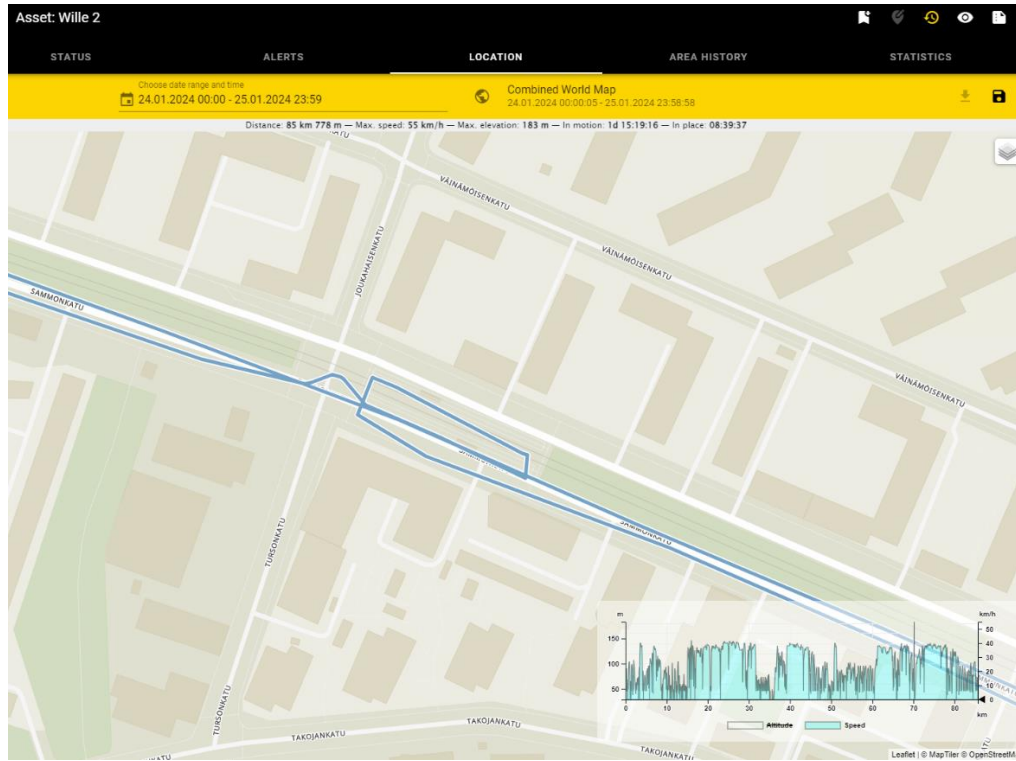 Asset: Wille 2
STATUS
ALERTS
LOCATION
AREA HISTORY
STATISTICS
Choose date range and time
24.01.2024 00:00 - 25.01.2024 23:59
Combined World Map
24.01.2024 00:00:05 - 25.01.2024 23:58:58
Distance: 85 km 778 m — Max. speed: 55 km/h — Max. elevation: 183 m — In motion: 1d 15:19:16 — In place: 08:39:37
VÄINÄMÖISENKATU
JOUKAHAISENKATU
VÄINÄMÖISENKATU
SAMMONKATU
VÄINÄMÖISENKATU
SAMMONKATU
TURSONKATU
TURSONKATU
TAKOJANKATU
TAKOJANKATU
TAKOJANKATU
m
km/h
150
100
50
50
40
30
20
10
0
0
10
20
30
40
50
60
70
80
km
Altitude
Speed
Leaflet | © MapTiler © OpenStreetM